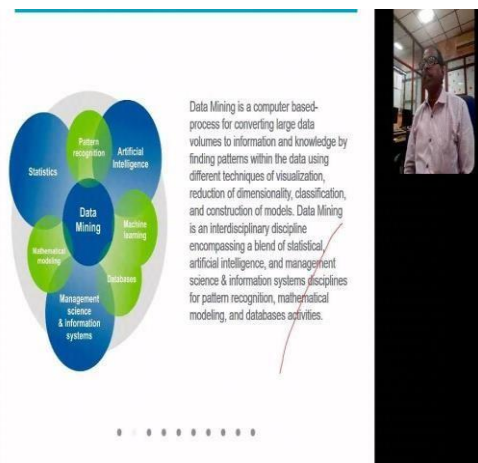 Pattern
recognition
Artificial
Intelligence
Statistics
Data
Mining
Machine
learning
Mathematical
modeling
Databases
Management
science
& information
systems
Data Mining is a computer based-
process for converting large data
volumes to information and knowledge by
finding patterns within the data using
different techniques of visualization,
reduction of dimensionality, classification,
and construction of models. Data Mining
is an interdisciplinary discipline
encompassing a blend of statistical,
artificial intelligence, and management
science & information systems disciplines
for pattern recognition, mathematical
modeling, and databases activities.